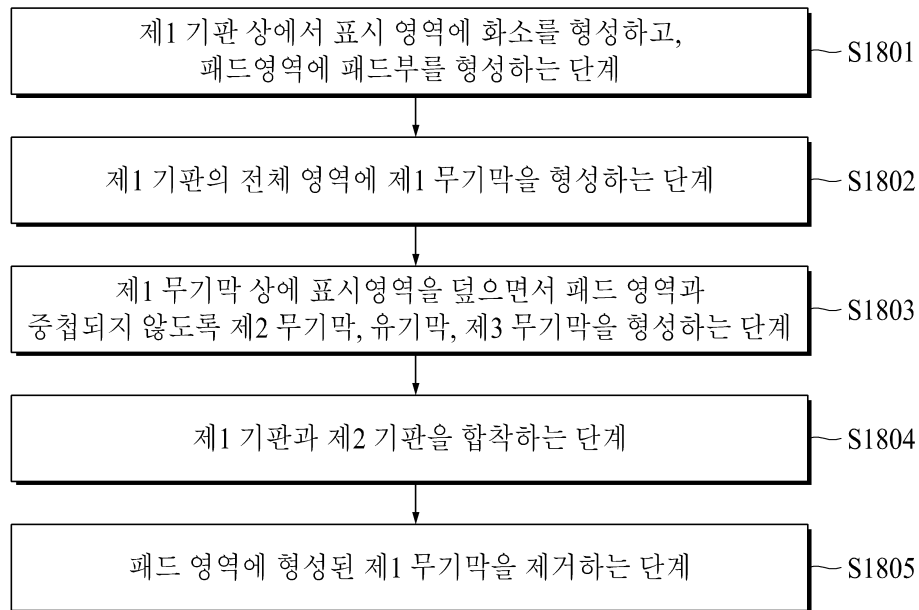 제1 기판 상에서 표시 영역에 화소를 형성하고,
패드영역에 패드부를 형성하는 단계
S1801
제1 기판의 전체 영역에 제1 무기막을 형성하는 단계
S1802
제1 무기막 상에 표시영역을 덮으면서 패드 영역과
중첩되지 않도록 제2 무기막, 유기막, 제3 무기막을 형성하는 단계
S1803
제1 기판과 제2 기판을 합착하는 단계
S1804
패드 영역에 형성된 제1 무기막을 제거하는 단계
S1805